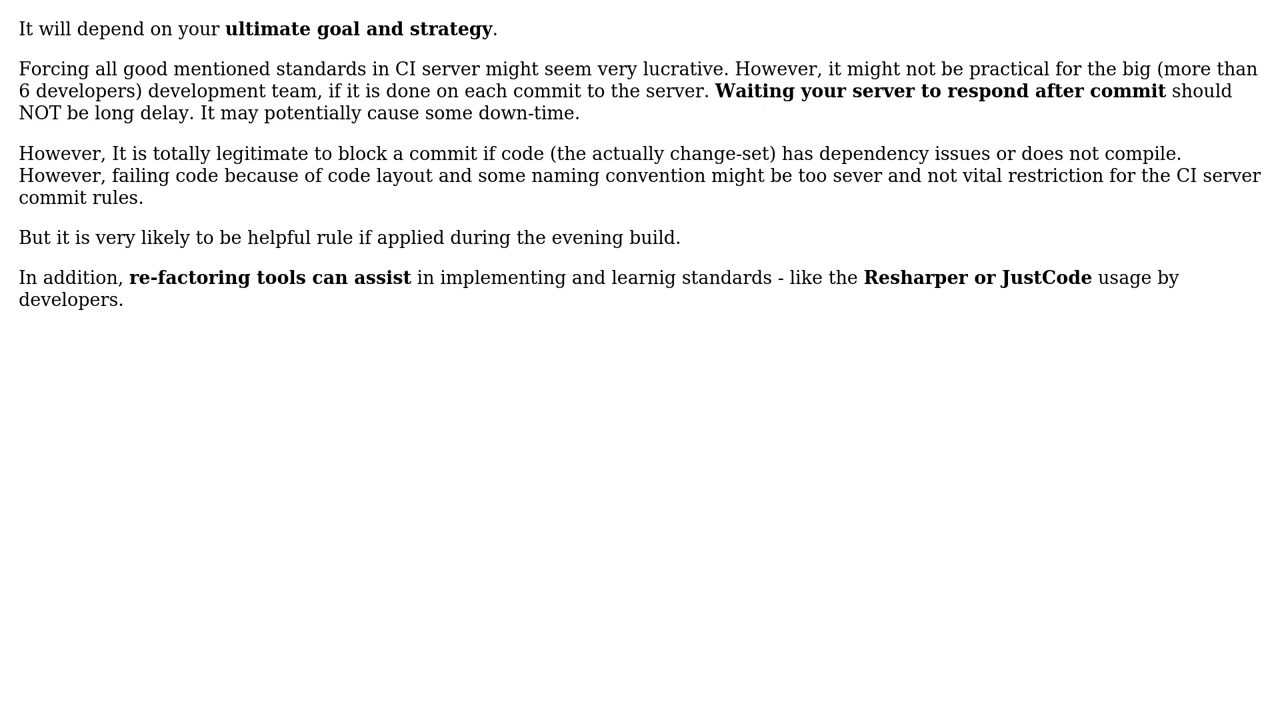 It will depend on your ultimate goal and strategy.
Forcing all good mentioned standards in CI server might seem very lucrative. However, it might not be practical for the big (more than
6 developers) development team, if it is done on each commit to the server. Waiting your server to respond after commit should
NOT be long delay. It may potentially cause some down-time.
However, It is totally legitimate to block a commit if code (the actually change-set) has dependency issues or does not compile.
However, failing code because of code layout and some naming convention might be too sever and not vital restriction for the CI server
commit rules.
But it is very likely to be helpful rule if applied during the evening build.
In addition, re-factoring tools can assist in implementing and learnig standards - like the Resharper or JustCode usage by
developers.